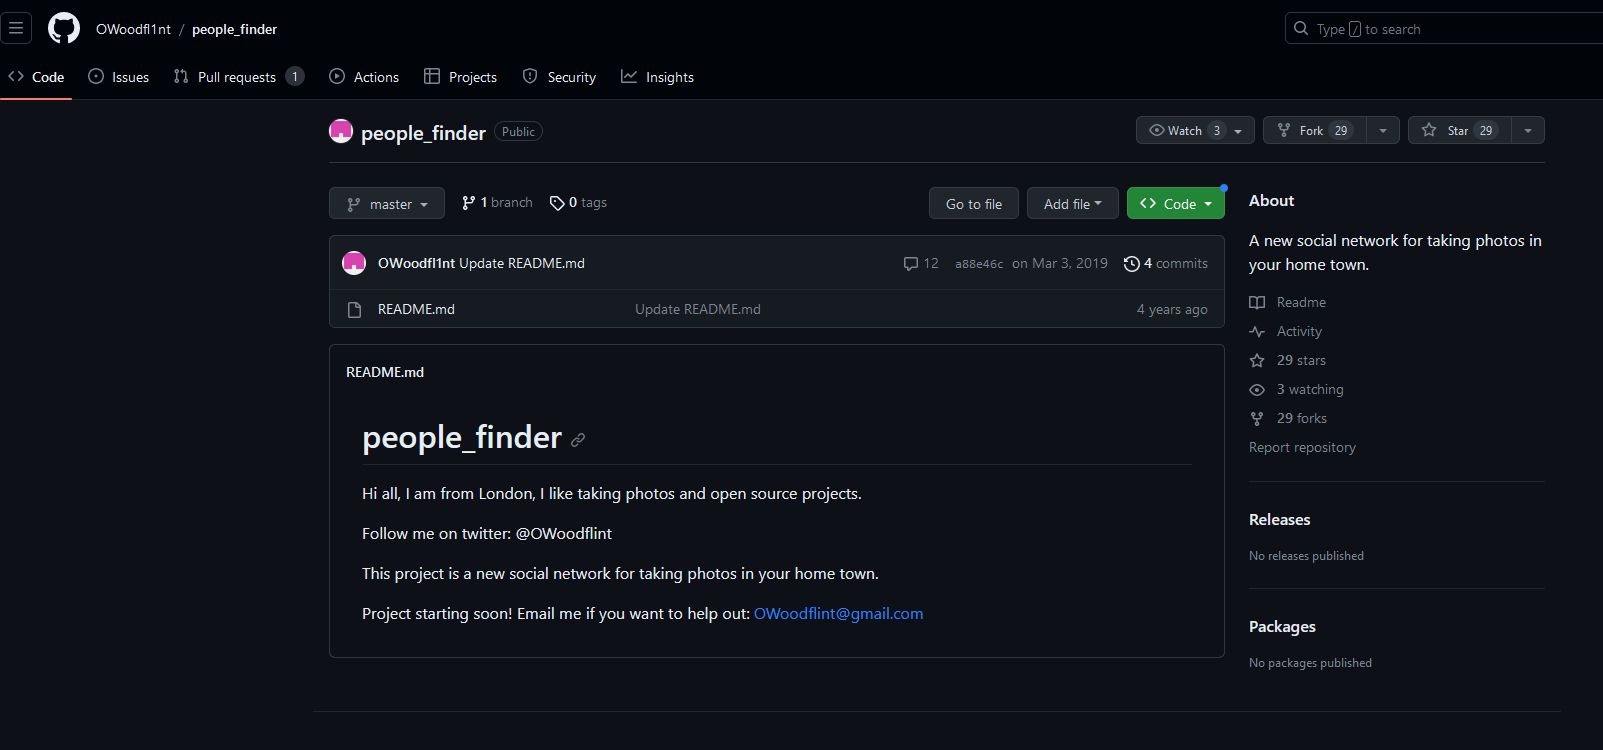 OWoodfl1nt / people_finder
Type / to search
Code Issues Pull requests 1 Actions Projects Security Insights
people_finder Public
Watch 3 Fork 29 Star 29
master 1 branch 0 tags Go to file Add file Code
OWoodfl1nt Update README.md 12 a88e46c on Mar 3, 2019 4 commits
README.md Update README.md 4 years ago
README.md
people_finder
Hi all, I am from London, I like taking photos and open source projects.
Follow me on twitter: @OWoodflint
This project is a new social network for taking photos in your home town.
Project starting soon! Email me if you want to help out: OWoodflint@gmail.com
About
A new social network for taking photos in
your home town.
Readme
Activity
29 stars
3 watching
29 forks
Report repository
Releases
No releases published
Packages
No packages published